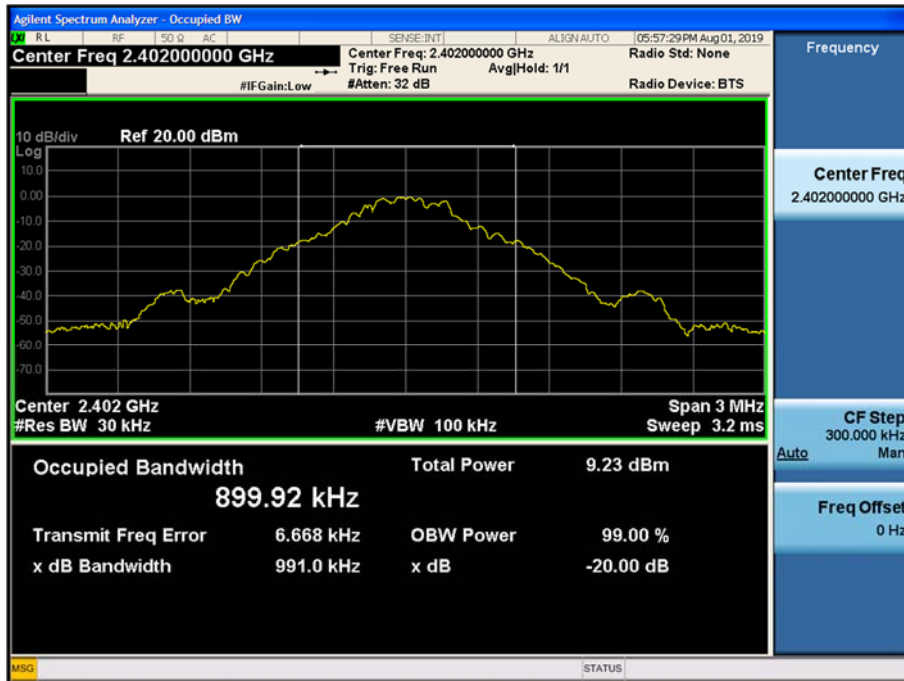 Agilent Spectrum Analyzer - Occupied BW
LXI RL RF 50 Ω AC SENSE:INT ALIGN AUTO 05:57:29 PM Aug 01, 2019
Center Freq 2.402000000 GHz Center Freq: 2.402000000 GHz Radio Std: None Frequency
Trig: Free Run Avg|Hold: 1/1
#IFGain:Low #Atten: 32 dB Radio Device: BTS
10 dB/div Ref 20.00 dBm
Log
10.0
0.00
-10.0
-20.0
-30.0
-40.0
-50.0
-60.0
-70.0
Center 2.402 GHz Span 3 MHz
#Res BW 30 kHz #VBW 100 kHz Sweep 3.2 ms
Occupied Bandwidth Total Power 9.23 dBm
899.92 kHz
Transmit Freq Error 6.668 kHz OBW Power 99.00 %
x dB Bandwidth 991.0 kHz x dB -20.00 dB
Center Freq
2.402000000 GHz
CF Step
300.000 kHz
Auto Man
Freq Offset
0 Hz
MSG STATUS